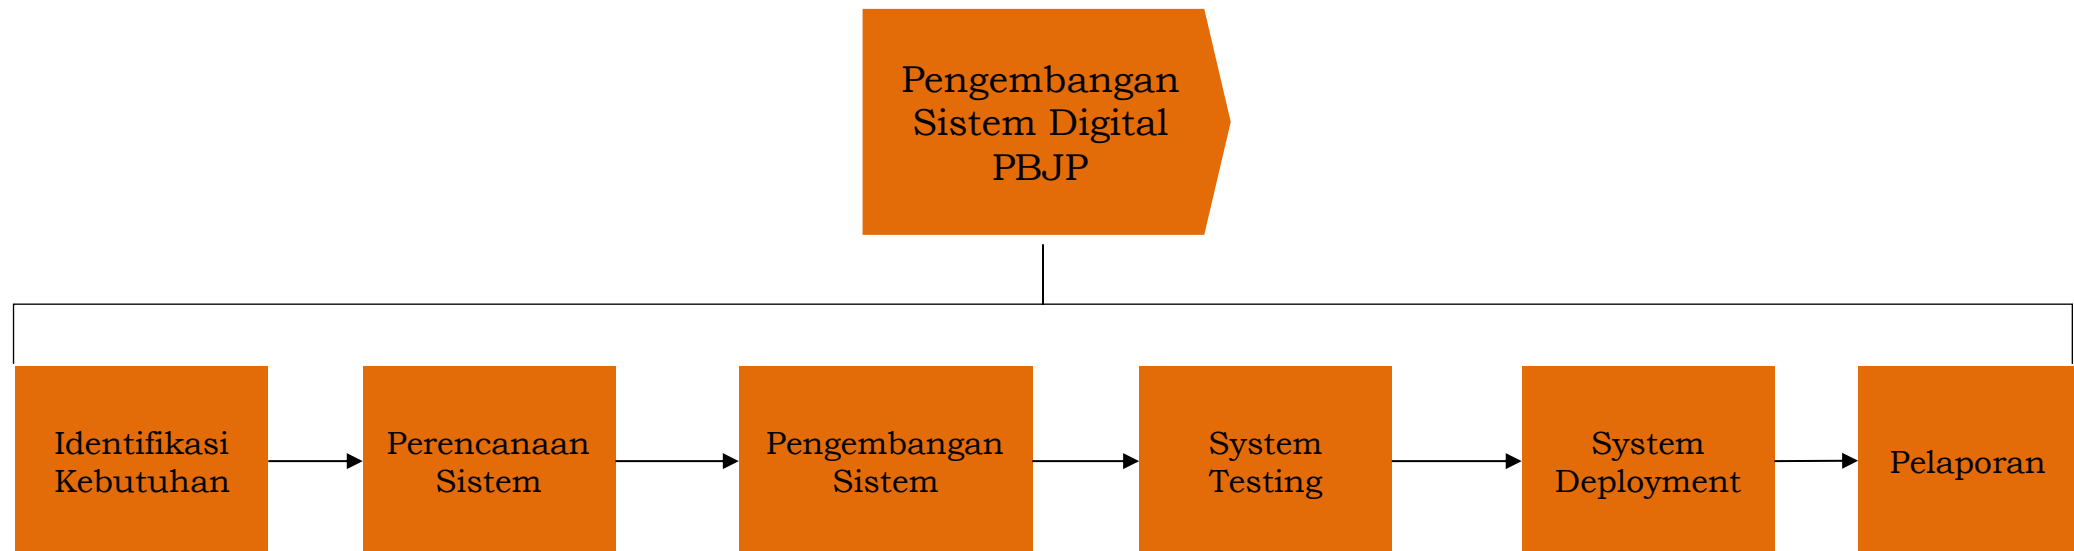 Pengembangan
Sistem Digital
PBJP
Identifikasi
Kebutuhan
Perencanaan
Sistem
Pengembangan
Sistem
System
Testing
System
Deployment
Pelaporan